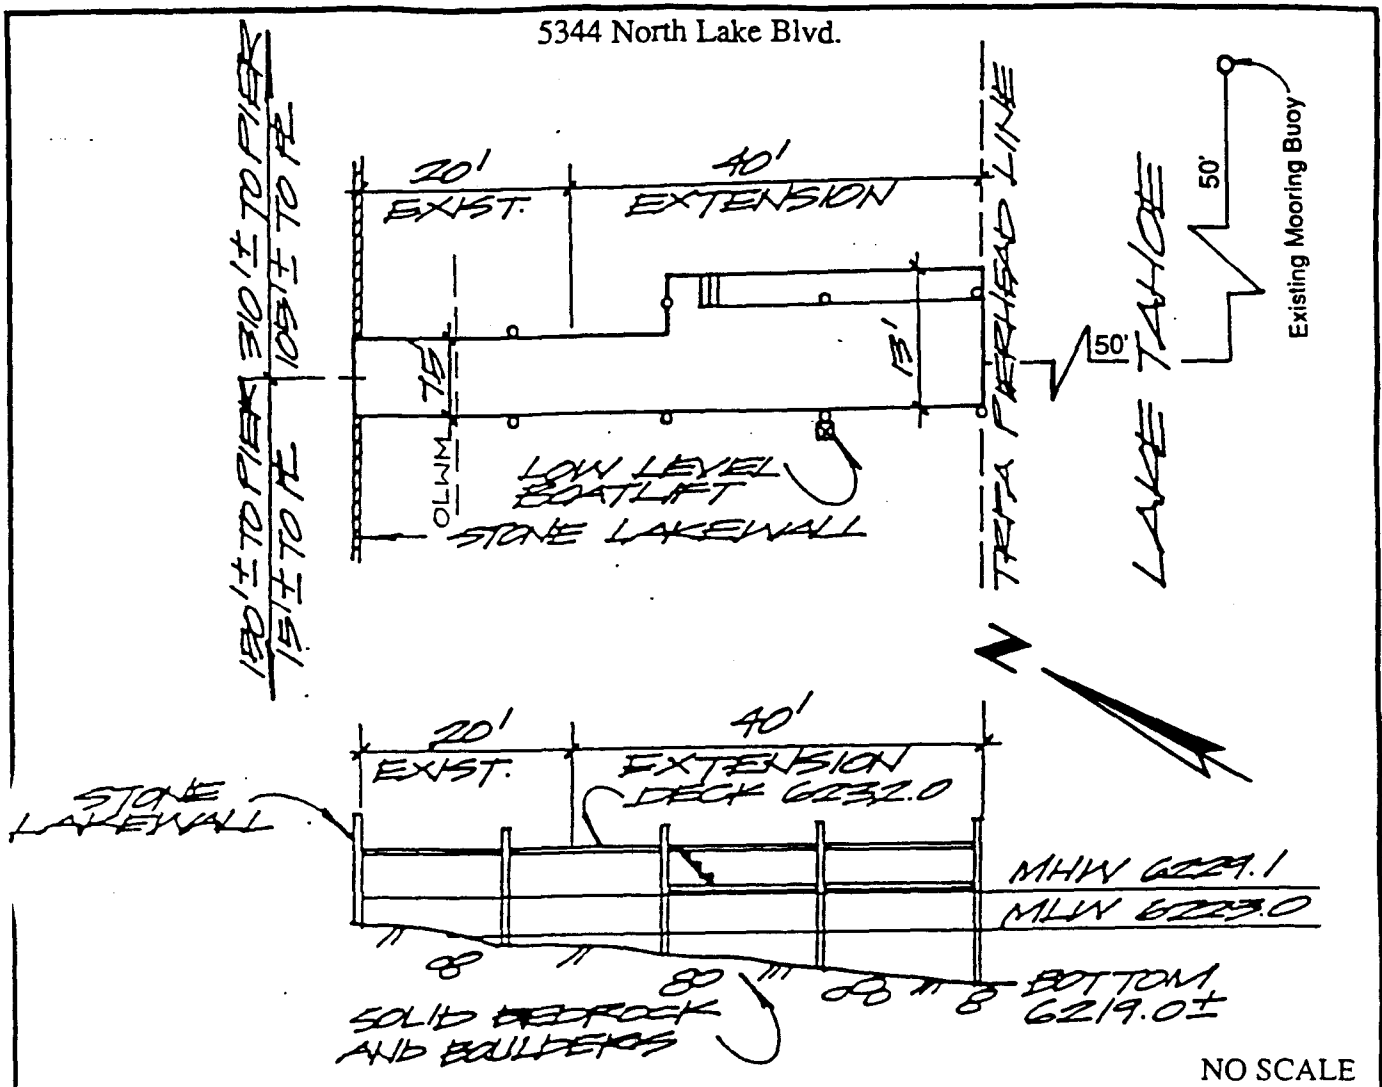 5344 North Lake Blvd.
310'± TO PIER
105'± TO PL
20'
EXIST.
40'
EXTENSION
TRPA PIERHEAD LINE
LAKE TAHOE
50'
Existing Mooring Buoy
50'
13'
OLWM
LOW LEVEL
BOATLIFT
STONE LAKEWALL
TO PIER
15'± TO PL
N
20'
EXIST.
40'
EXTENSION
DECK 6232.0
STONE
LAKEWALL
MHW 6229.1
MLW 6223.0
BOTTOM
6219.0±
SOLID BEDROCK
AND BOULDERS
NO SCALE